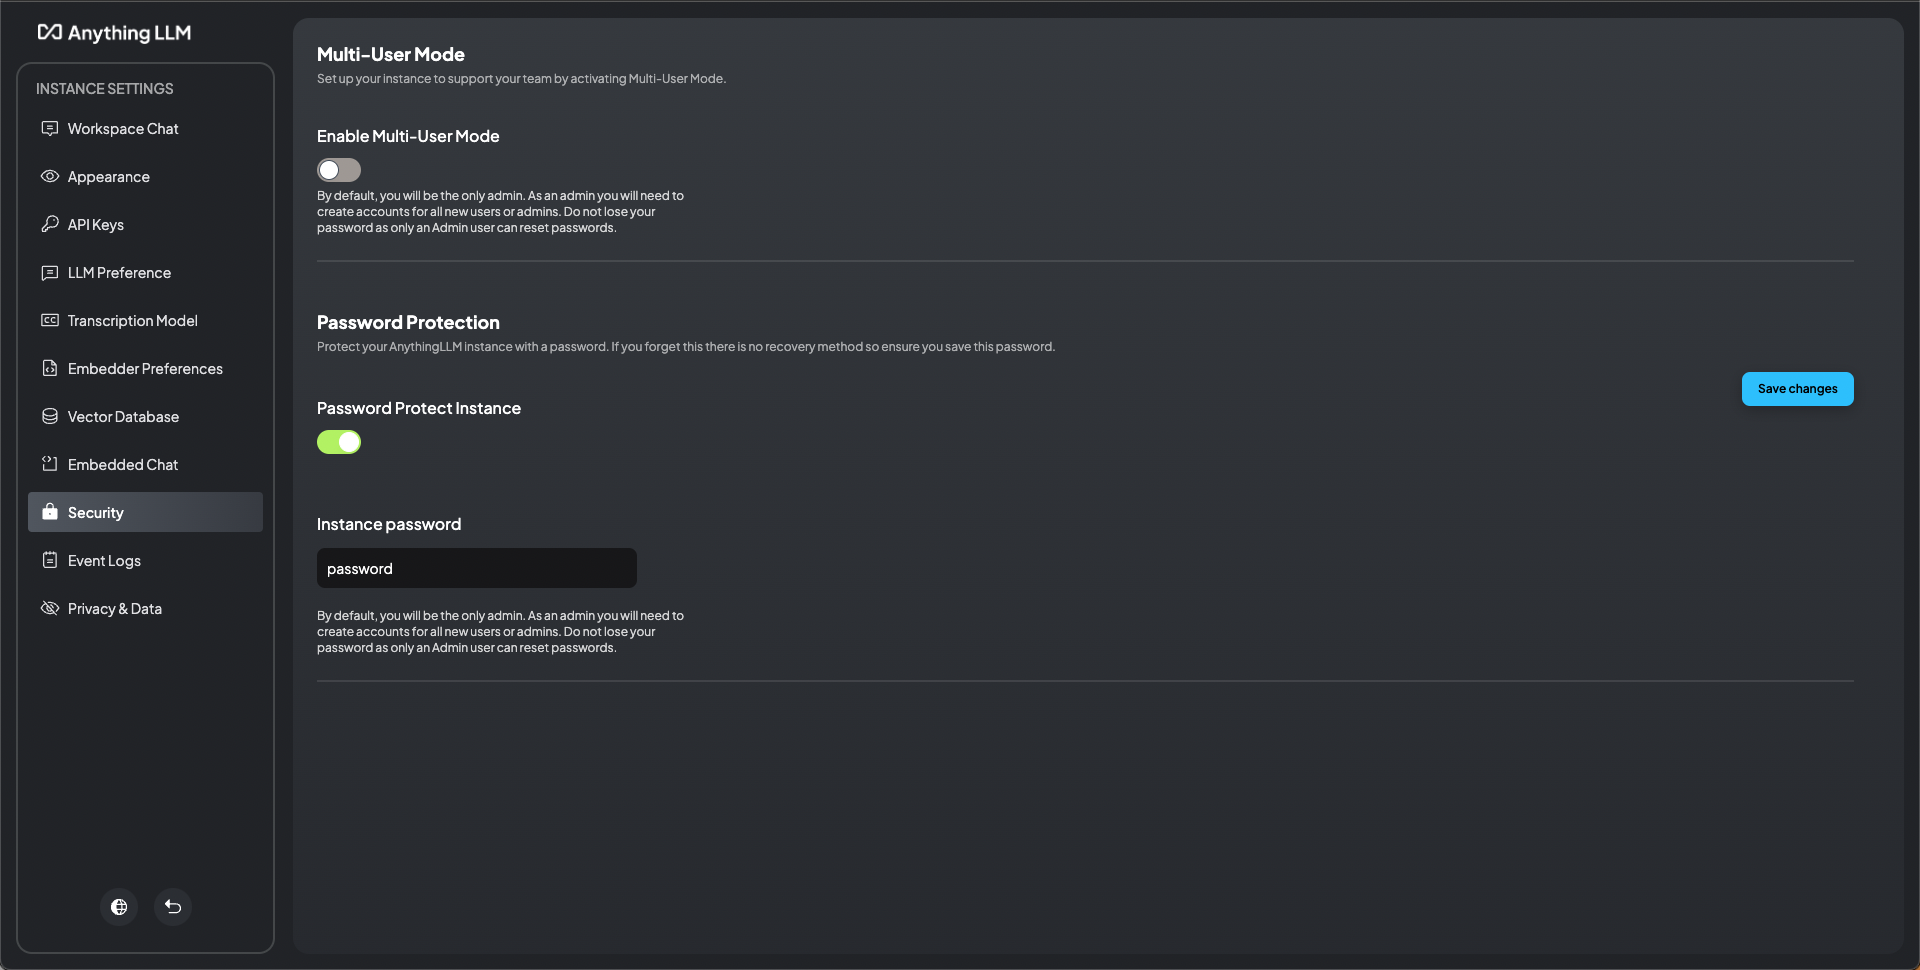 Anything LLM
INSTANCE SETTINGS
Workspace Chat
Appearance
API Keys
LLM Preference
CC Transcription Model
Embedder Preferences
Vector Database
Embedded Chat
Security
Event Logs
Privacy & Data
Multi-User Mode
Set up your instance to support your team by activating Multi-User Mode.
Enable Multi-User Mode
By default, you will be the only admin. As an admin you will need to
create accounts for all new users or admins. Do not lose your
password as only an Admin user can reset passwords.
Password Protection
Protect your AnythingLLM instance with a password. If you forget this there is no recovery method so ensure you save this password.
Save changes
Password Protect Instance
Instance password
password
By default, you will be the only admin. As an admin you will need to
create accounts for all new users or admins. Do not lose your
password as only an Admin user can reset passwords.